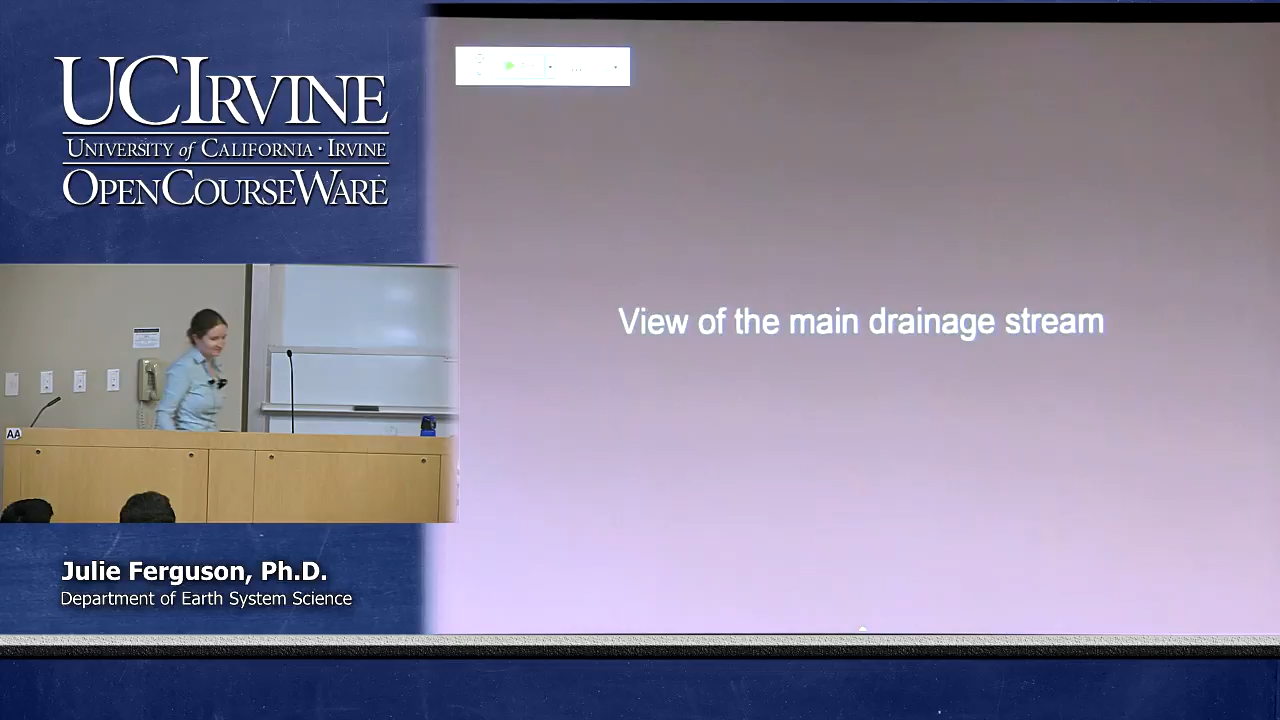 UCIRVINE
UNIVERSITY of CALIFORNIA · IRVINE
OPENCOURSEWARE
View of the main drainage stream
AA
Julie Ferguson, Ph.D.
Department of Earth System Science